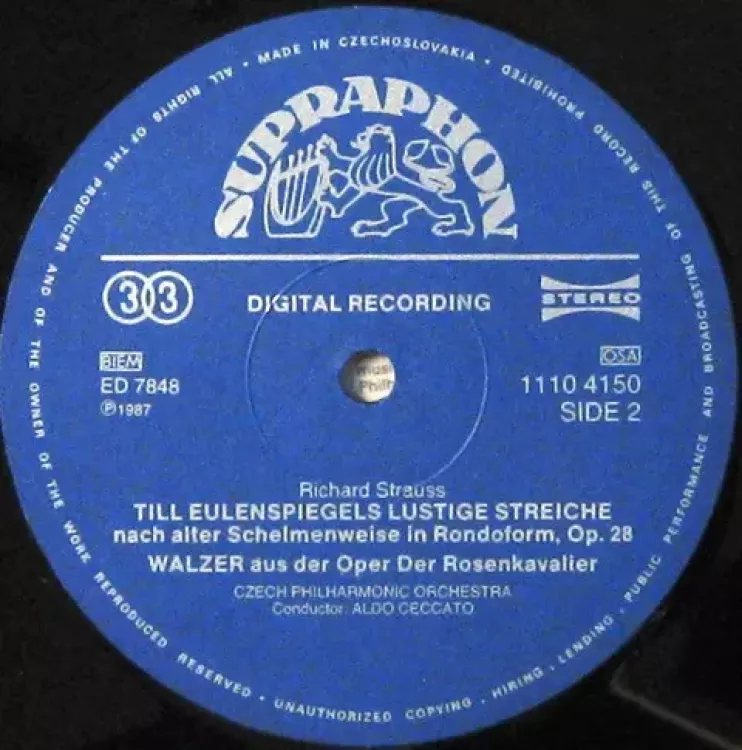 ALL RIGHTS OF THE PRODUCER AND OF THE OWNER OF THE WORK REPRODUCED RESERVED • UNAUTHORIZED COPYING, HIRING, LENDING, PUBLIC PERFORMANCE AND BROADCASTING OF THIS RECORD PROHIBITED • MADE IN CZECHOSLOVAKIA •
SUPRAPHON
33
DIGITAL RECORDING
STEREO
BIEM
OSA
ED 7848
1110 4150
Ⓟ1987
SIDE 2
Richard Strauss
TILL EULENSPIEGELS LUSTIGE STREICHE
nach alter Schelmenweise in Rondoform, Op. 28
WALZER aus der Oper Der Rosenkavalier
CZECH PHILHARMONIC ORCHESTRA
Conductor: ALDO CECCATO